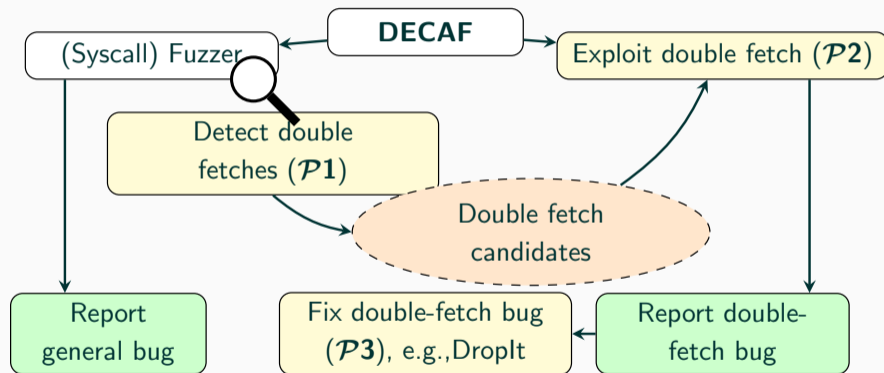 DECAF
(Syscall) Fuzzer
Exploit double fetch (𝓟2)
Detect double
fetches (𝓟1)
Double fetch
candidates
Report
general bug
Fix double-fetch bug
(𝓟3), e.g.,DropIt
Report double-
fetch bug